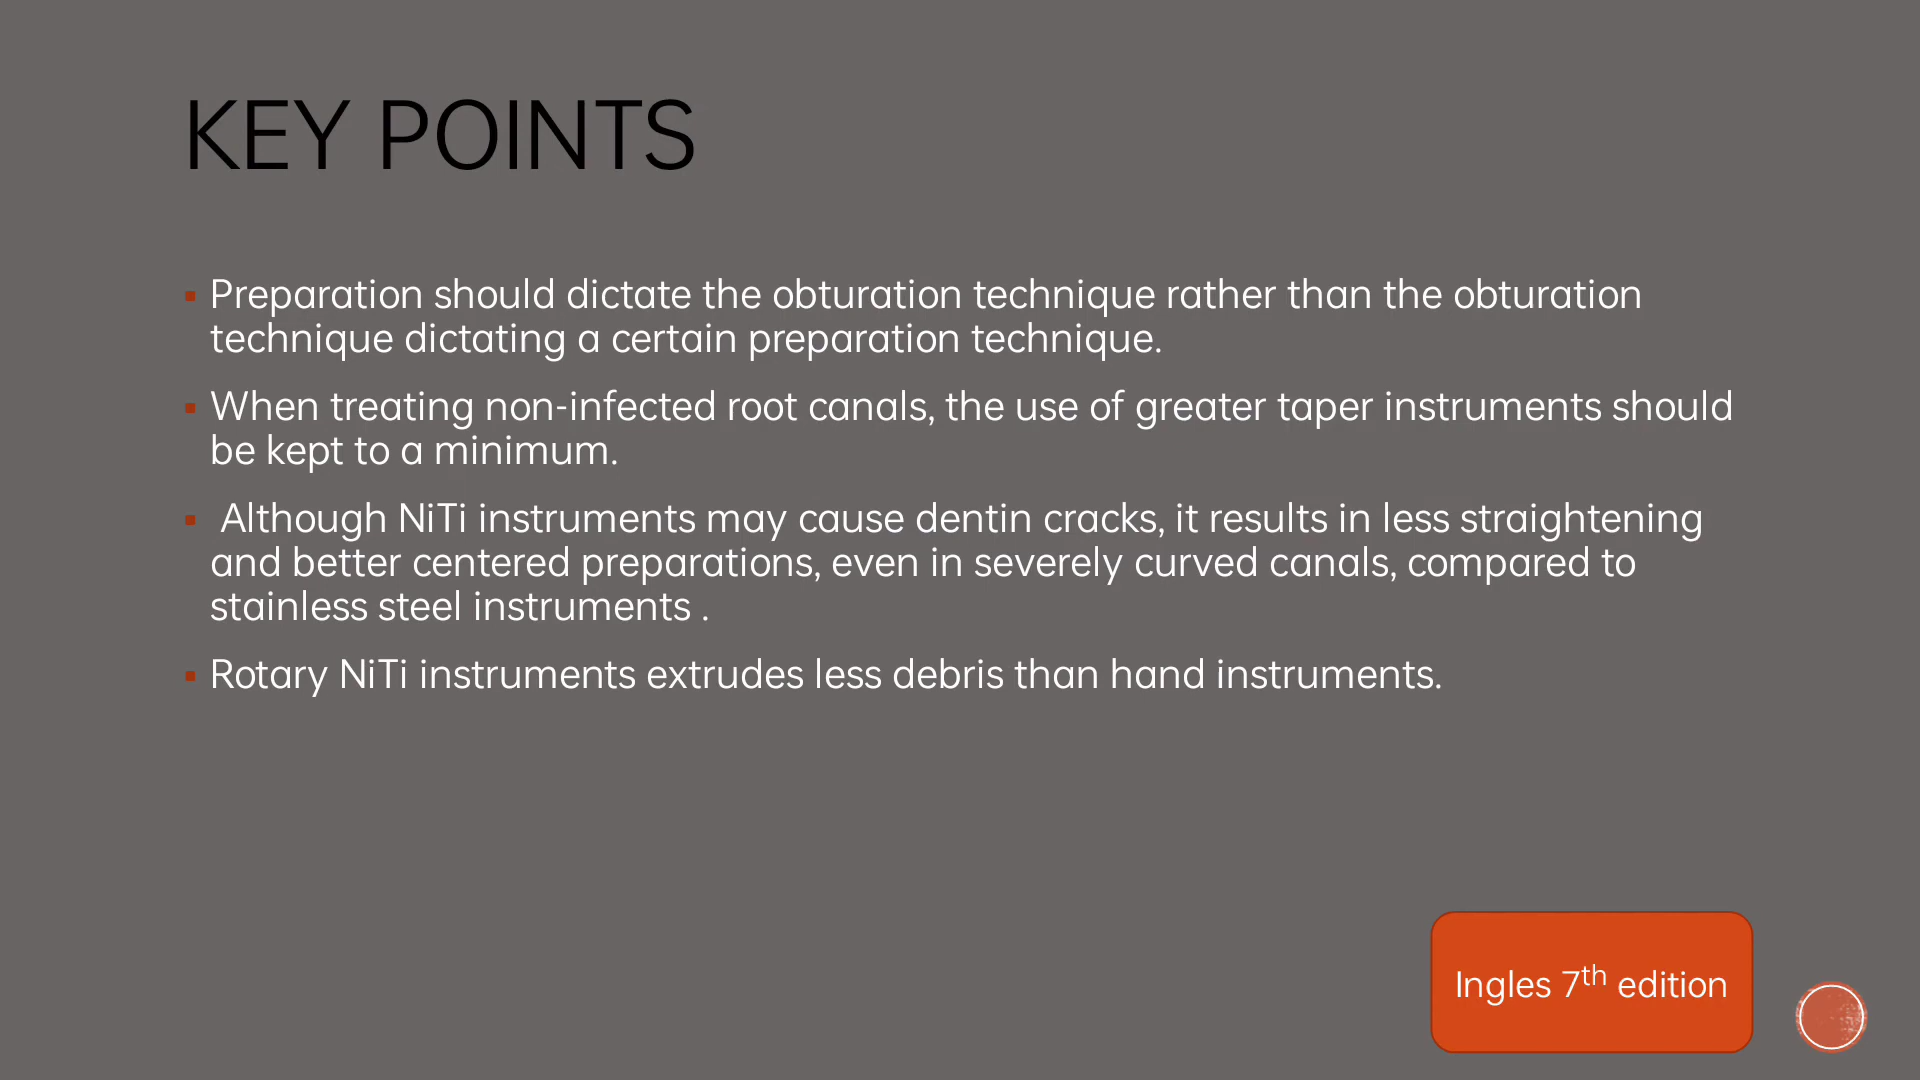 KEY POINTS
▪ Preparation should dictate the obturation technique rather than the obturation
technique dictating a certain preparation technique.
▪ When treating non-infected root canals, the use of greater taper instruments should
be kept to a minimum.
▪ Although NiTi instruments may cause dentin cracks, it results in less straightening
and better centered preparations, even in severely curved canals, compared to
stainless steel instruments .
▪ Rotary NiTi instruments extrudes less debris than hand instruments.
Ingles 7th edition